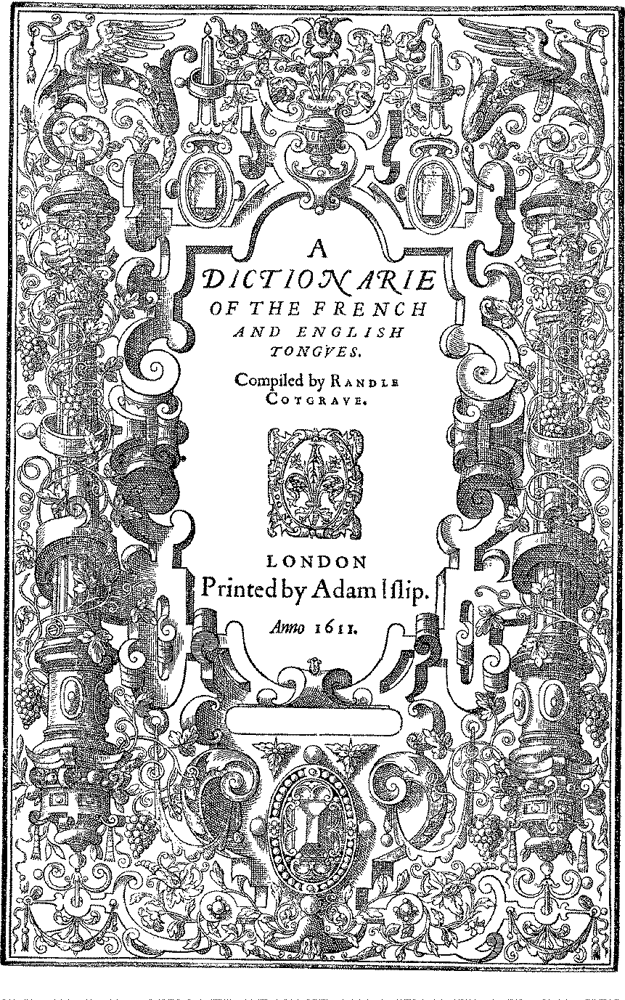 A
DICTIONARIE
OF THE FRENCH
AND ENGLISH
TONGVES.
Compiled by RANDLE
COTGRAVE.
LONDON
Printed by Adam Iſlip.
Anno 1611.